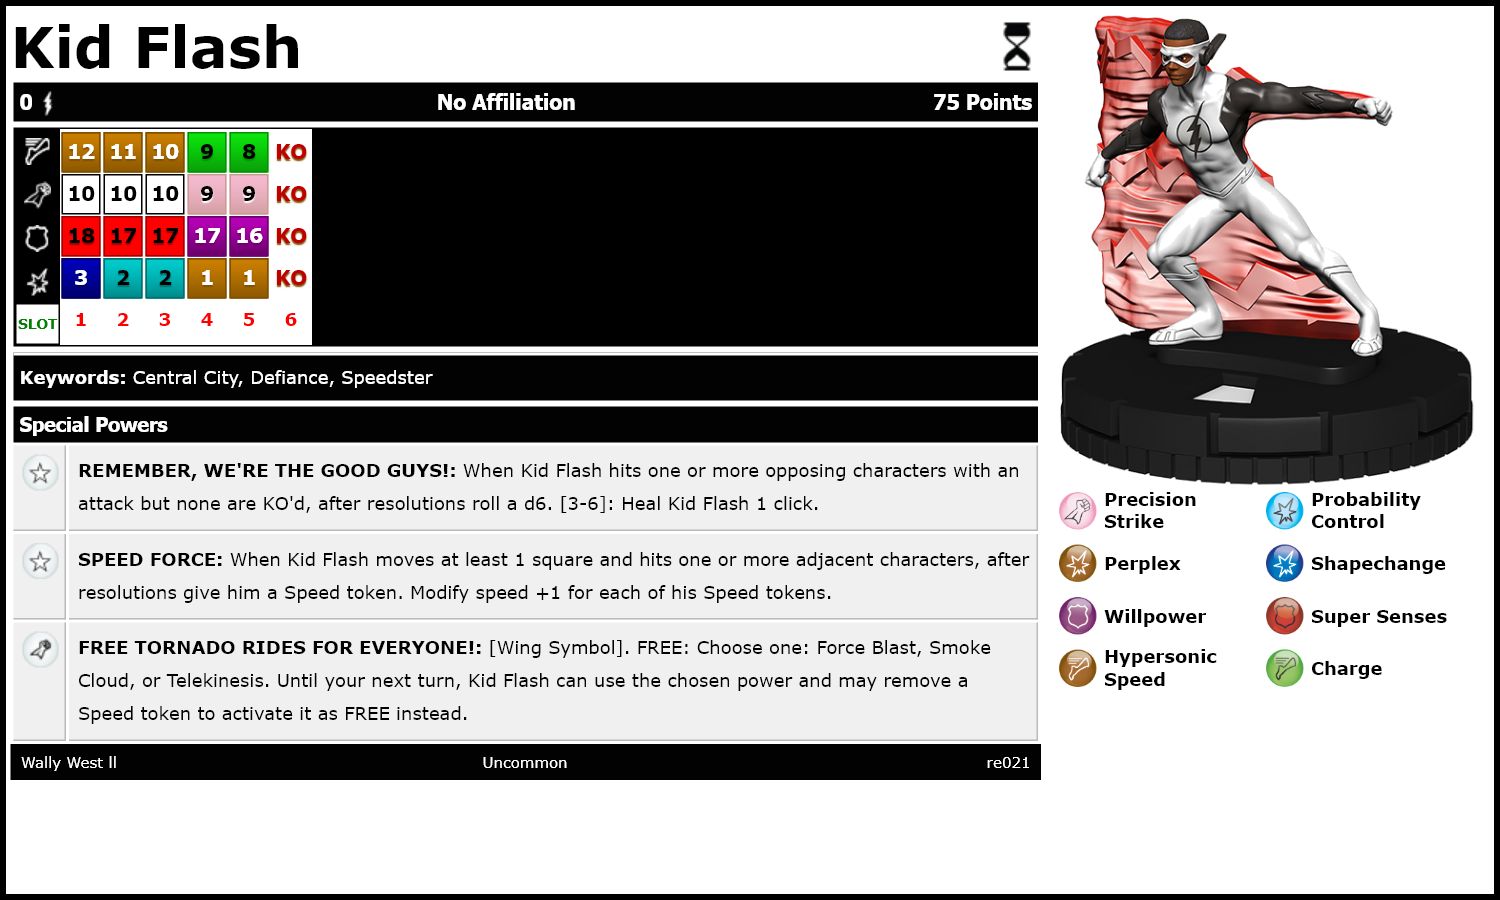 Kid Flash
0 No Affiliation 75 Points
12 11 10 9 8 KO
10 10 10 9 9 KO
18 17 17 17 16 KO
3 2 2 1 1 KO
SLOT 1 2 3 4 5 6
Keywords: Central City, Defiance, Speedster
Special Powers
REMEMBER, WE'RE THE GOOD GUYS!: When Kid Flash hits one or more opposing characters with an
attack but none are KO'd, after resolutions roll a d6. [3-6]: Heal Kid Flash 1 click.
SPEED FORCE: When Kid Flash moves at least 1 square and hits one or more adjacent characters, after
resolutions give him a Speed token. Modify speed +1 for each of his Speed tokens.
FREE TORNADO RIDES FOR EVERYONE!: [Wing Symbol]. FREE: Choose one: Force Blast, Smoke
Cloud, or Telekinesis. Until your next turn, Kid Flash can use the chosen power and may remove a
Speed token to activate it as FREE instead.
Wally West ll Uncommon re021
Precision
Strike
Probability
Control
Perplex
Shapechange
Willpower
Super Senses
Hypersonic
Speed
Charge